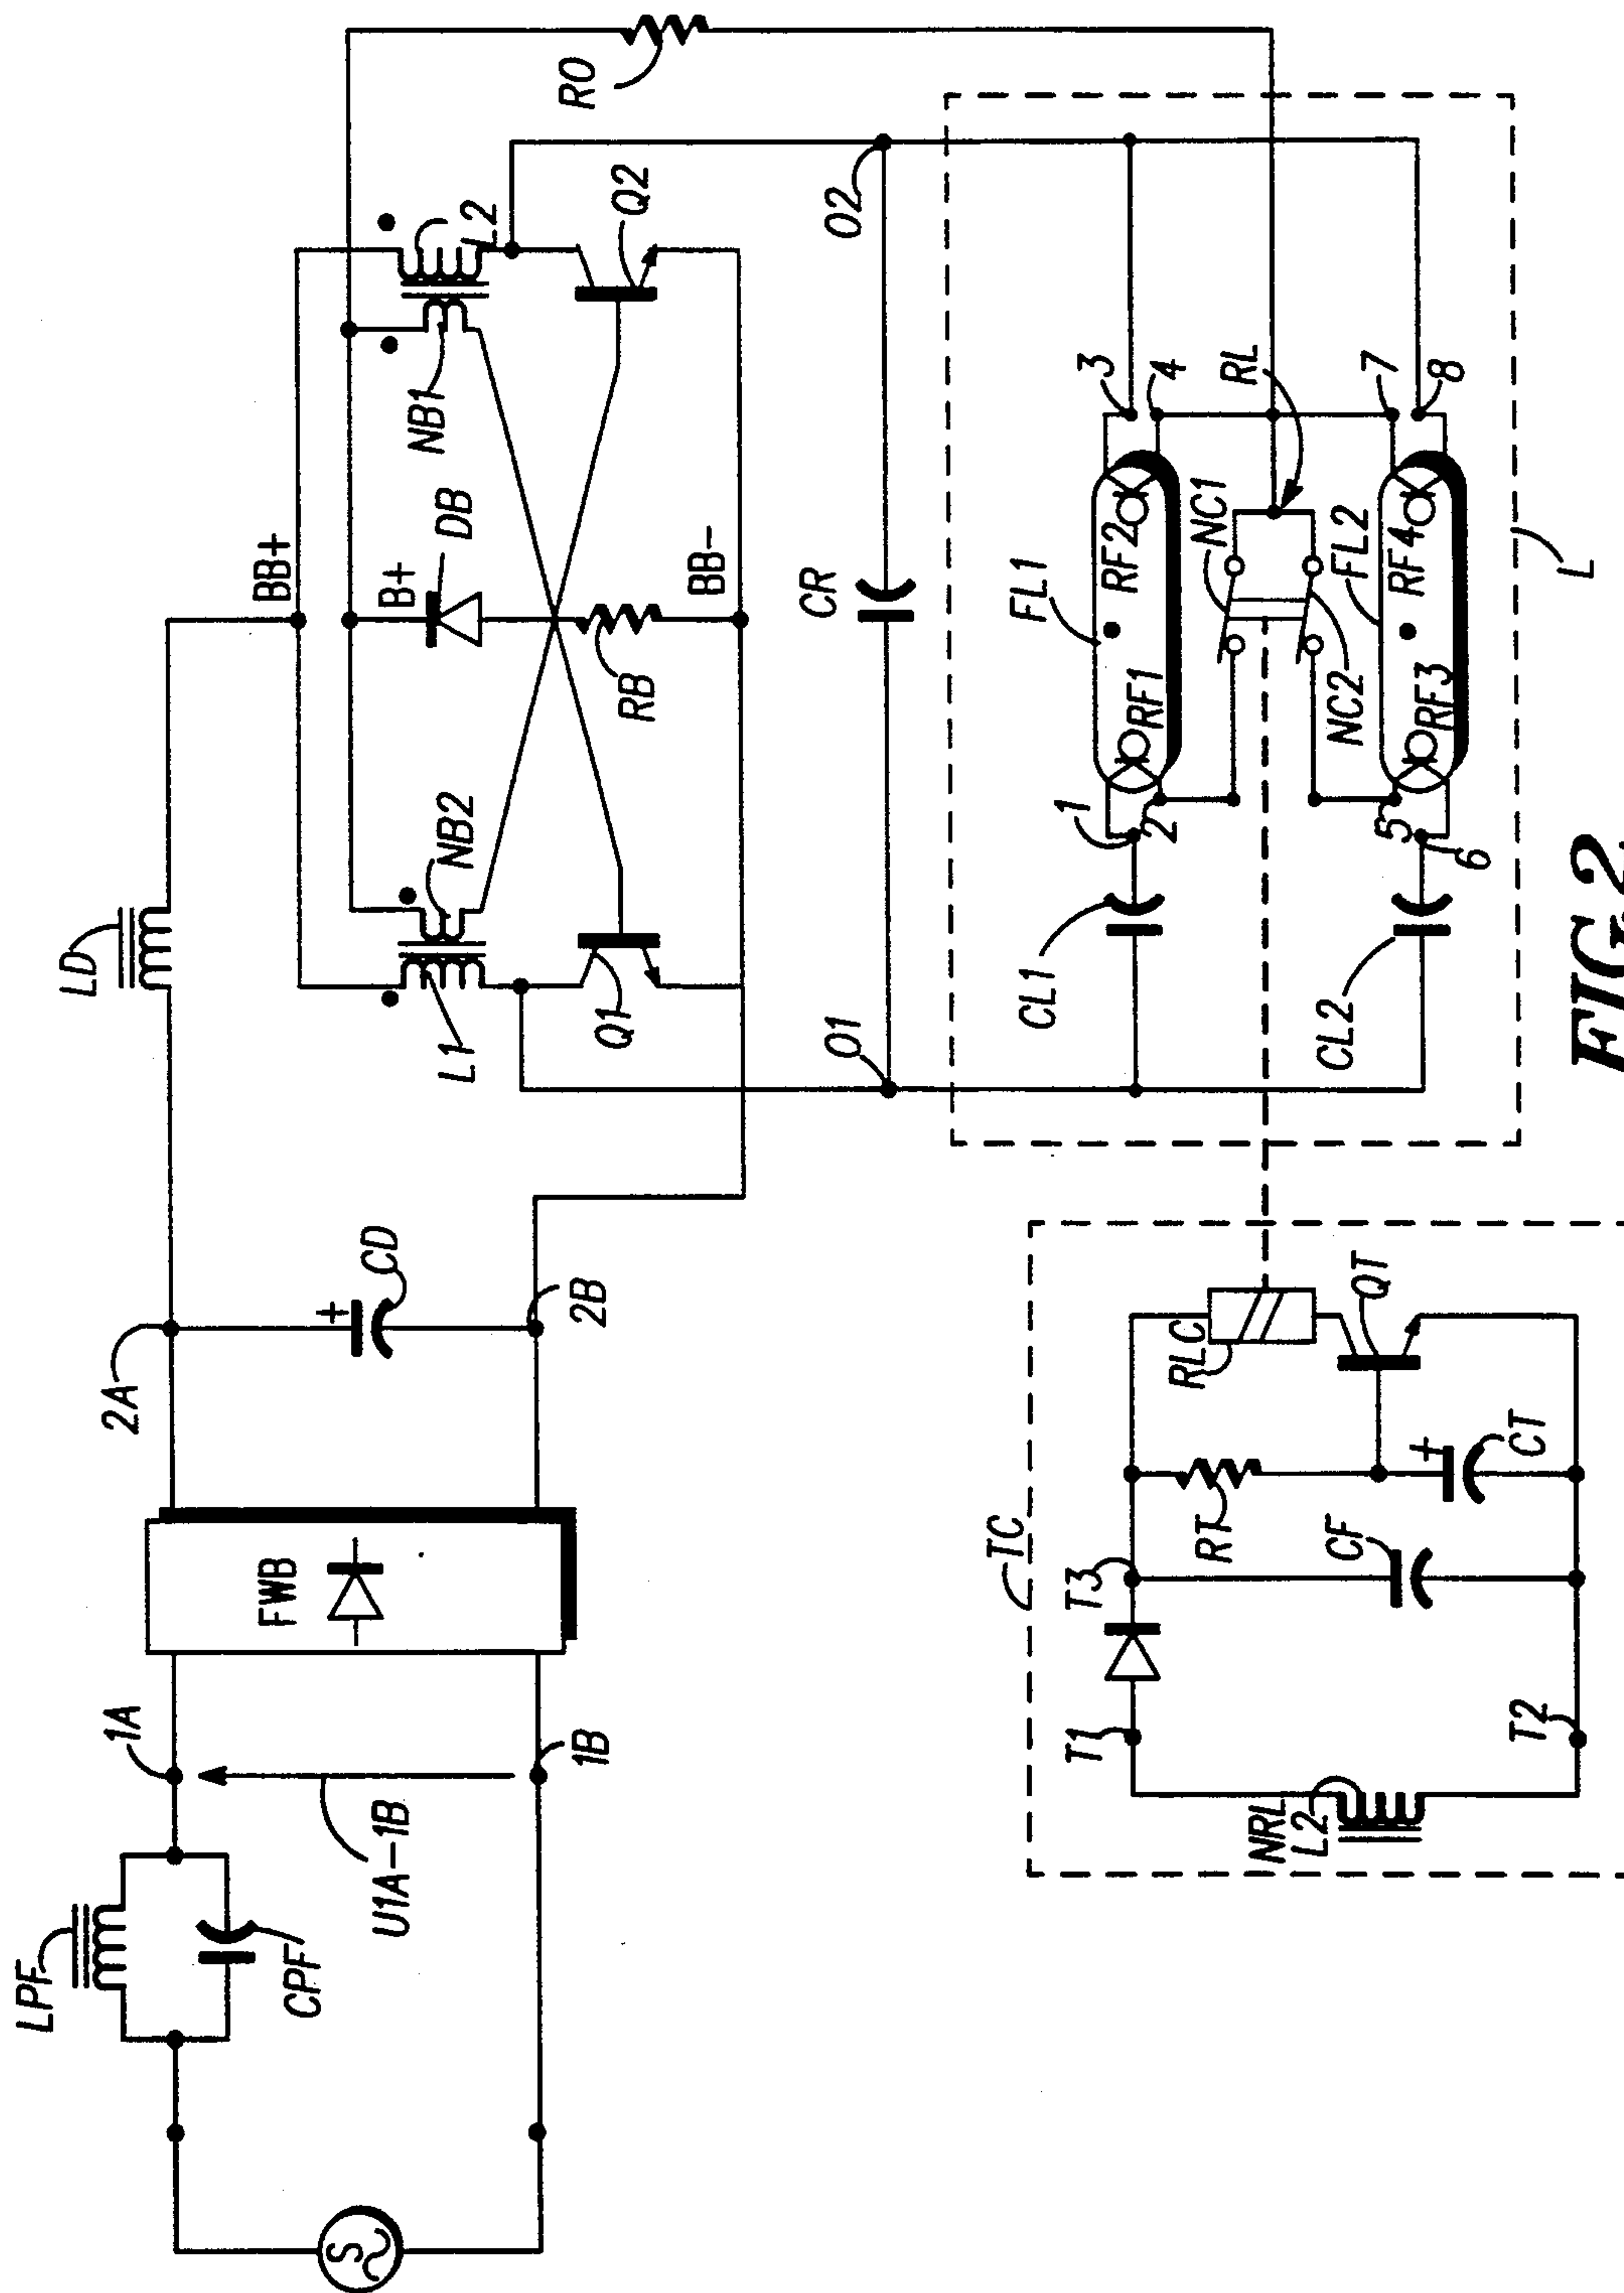 LPF
CPF
S
1A
U1A-1B
1B
FWB
2A
CD
+
2B
LD
BB+
L1
NB2
B+
DB
RB
NB1
L2
Q1
Q2
BB-
RO
O1
CR
O2
TC
T1
T3
RLC
RT
QT
CF
+
CT
NRL
L2
T2
CL1
1
2
FL1
RF1
RF2
3
4
NC1
RL
NC2
FL2
CL2
5
6
RF3
RF4
7
8
L
FIG.2